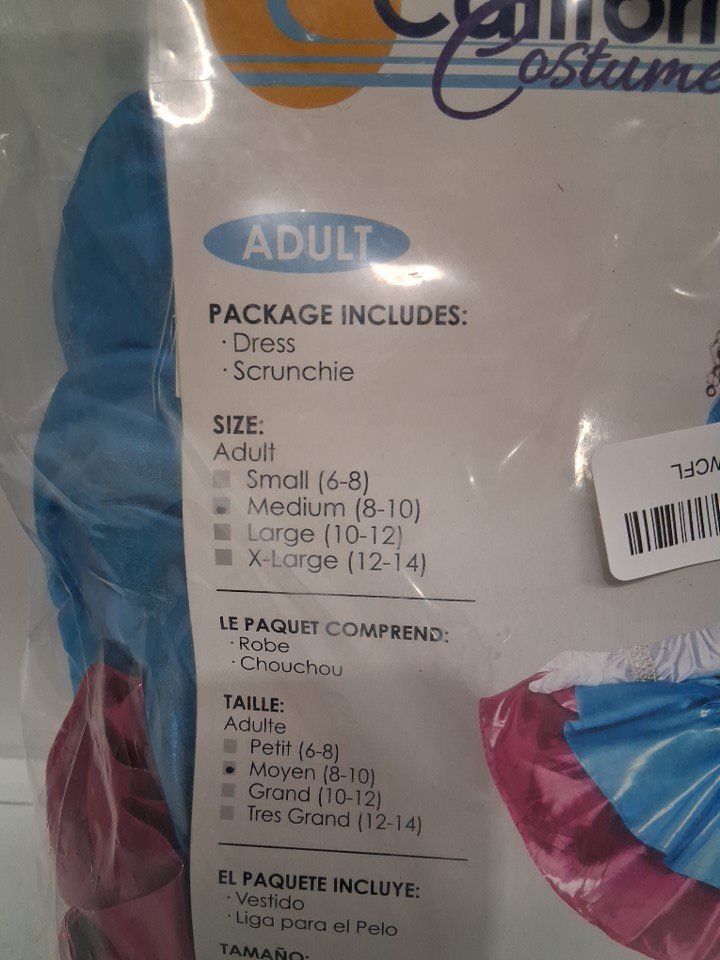 Costume
ADULT
PACKAGE INCLUDES:
· Dress
· Scrunchie
SIZE:
Adult
Small (6-8)
Medium (8-10)
Large (10-12)
X-Large (12-14)
LE PAQUET COMPREND:
· Robe
· Chouchou
TAILLE:
Adulte
Petit (6-8)
Moyen (8-10)
Grand (10-12)
Tres Grand (12-14)
EL PAQUETE INCLUYE:
· Vestido
· Liga para el Pelo
TAMAÑO: